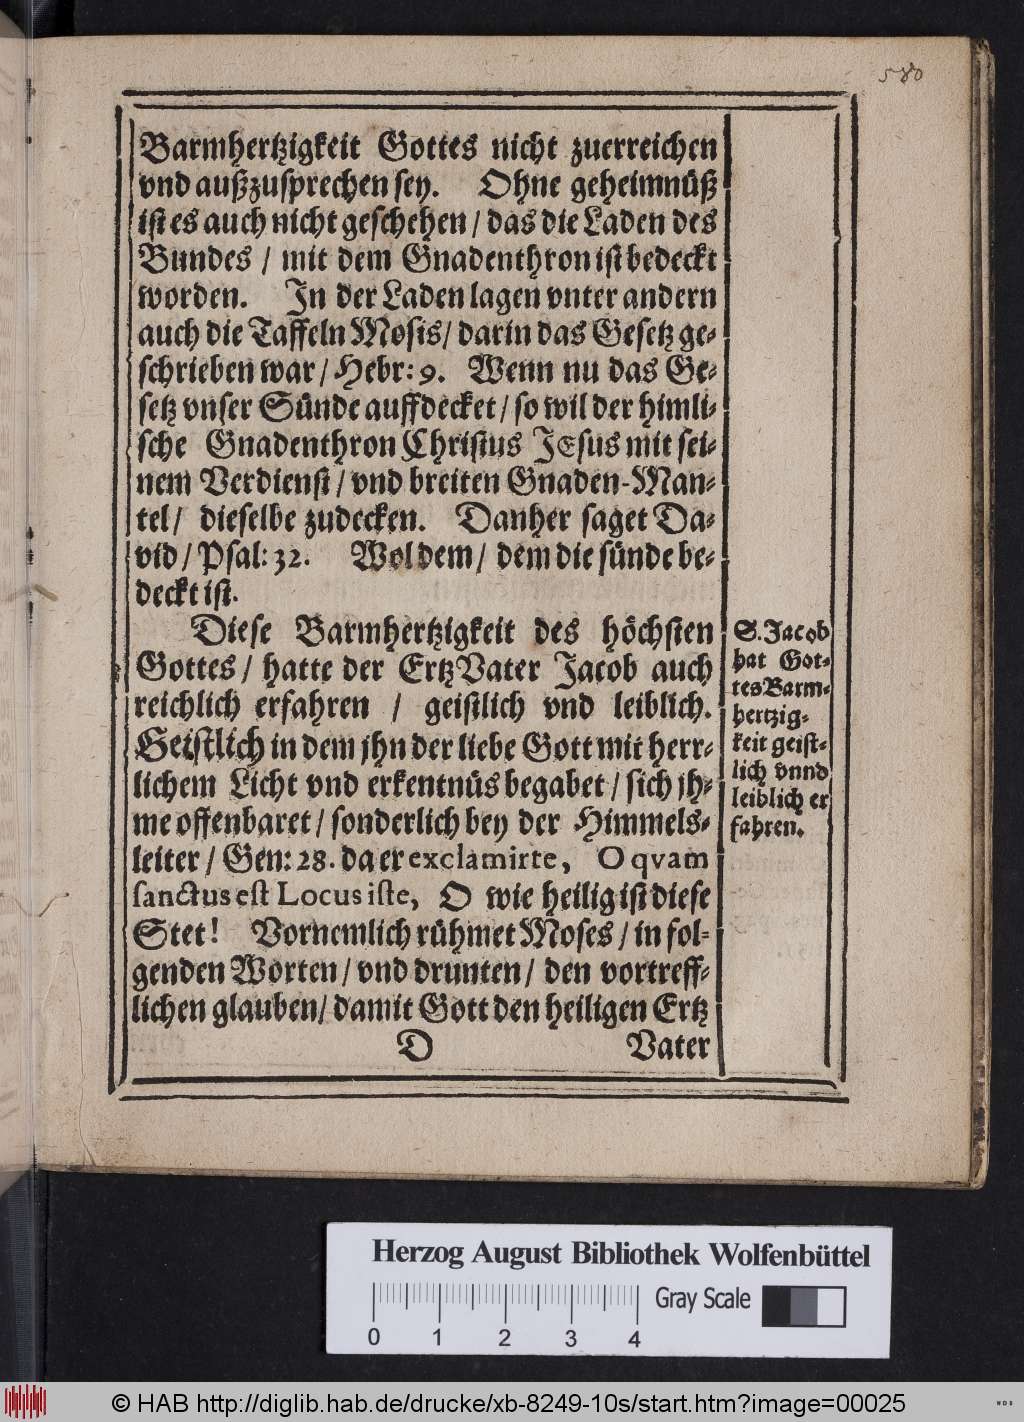 580
Barmhertzigkeit Gottes nicht zuerreichen
vnd außzusprechen sey. Ohne geheimnüß
ist es auch nicht geschehen / das die Laden des
Bundes / mit dem Gnadenthron ist bedeckt
worden. In der Laden lagen vnter andern
auch die Taffeln Mosis / darin das Gesetz ge-
schrieben war / Hebr: 9. Wenn nu das Ge-
setz vnser Sünde auffdecket / so wil der himli-
sche Gnadenthron Christus JEsus mit sei-
nem Verdienst / vnd breiten Gnaden-Man-
tel / dieselbe zudecken. Danher saget Da-
vid / Psal: 32. Wol dem / dem die sünde be-
deckt ist.
Diese Barmhertzigkeit des höchsten
Gottes / hatte der ErtzVater Jacob auch
reichlich erfahren / geistlich vnd leiblich.
Geistlich in dem jhn der liebe Gott mit herr-
lichem Licht vnd erkentnüs begabet / sich jh-
me offenbaret / sonderlich bey der Himmels-
leiter / Gen: 28. da er exclamirte, O qvam
sanctus est Locus iste, O wie heilig ist diese
Stet! Vornemlich rühmet Moses / in fol-
genden Worten / vnd drunten / den vortreff-
lichen glauben / damit Gott den heiligen Ertz
D Vater
S. Jacob
hat Got-
tes Barm-
hertzig-
keit geist-
lich vnnd
leiblich er
fahren.
Herzog August Bibliothek Wolfenbüttel
Gray Scale
0 1 2 3 4
© HAB http://diglib.hab.de/drucke/xb-8249-10s/start.htm?image=00025
WDB